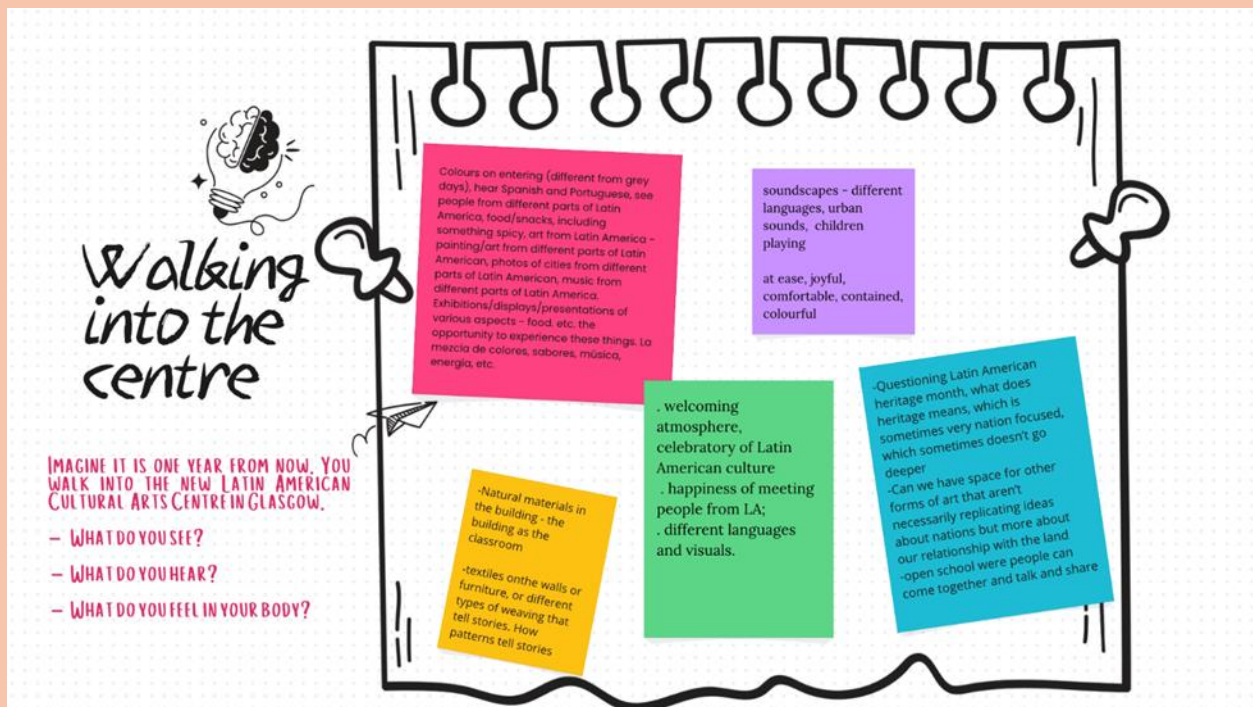 Walking
into the
centre
IMAGINE IT IS ONE YEAR FROM NOW. YOU
WALK INTO THE NEW LATIN AMERICAN
CULTURAL ARTS CENTRE IN GLASGOW.
– WHAT DO YOU SEE?
– WHAT DO YOU HEAR?
– WHAT DO YOU FEEL IN YOUR BODY?
Colours on entering (different from grey
days), hear Spanish and Portuguese, see
people from different parts of Latin
America, food/snacks, including
something spicy, art from Latin America -
painting/art from different parts of Latin
American, photos of cities from different
parts of Latin American, music from
different parts of Latin America.
Exhibitions/displays/presentations of
various aspects - food. etc. the
opportunity to experience these things. La
mezcla de colores, sabores, música,
energía, etc.
soundscapes - different
languages, urban
sounds, children
playing
at ease, joyful,
comfortable, contained,
colourful
. welcoming
atmosphere,
celebratory of Latin
American culture
. happiness of meeting
people from LA;
. different languages
and visuals.
-Questioning Latin American
heritage month, what does
heritage means, which is
sometimes very nation focused,
which sometimes doesn't go
deeper
-Can we have space for other
forms of art that aren't
necessarily replicating ideas
about nations but more about
our relationship with the land
-open school were people can
come together and talk and share
-Natural materials in
the building - the
building as the
classroom
-textiles onthe walls or
furniture, or different
types of weaving that
tell stories. How
patterns tell stories